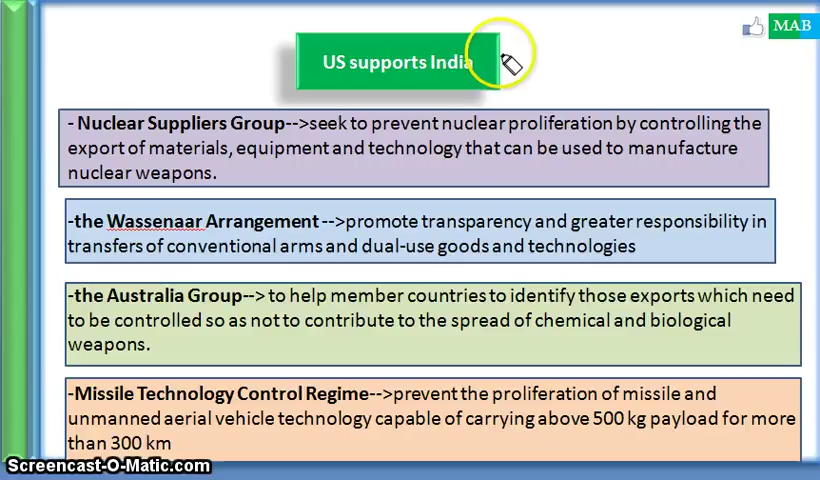 MAB
US supports India
- Nuclear Suppliers Group-->seek to prevent nuclear proliferation by controlling the
export of materials, equipment and technology that can be used to manufacture
nuclear weapons.
-the Wassenaar Arrangement -->promote transparency and greater responsibility in
transfers of conventional arms and dual-use goods and technologies
-the Australia Group--> to help member countries to identify those exports which need
to be controlled so as not to contribute to the spread of chemical and biological
weapons.
-Missile Technology Control Regime-->prevent the proliferation of missile and
unmanned aerial vehicle technology capable of carrying above 500 kg payload for more
than 300 km
Screencast-O-Matic.com